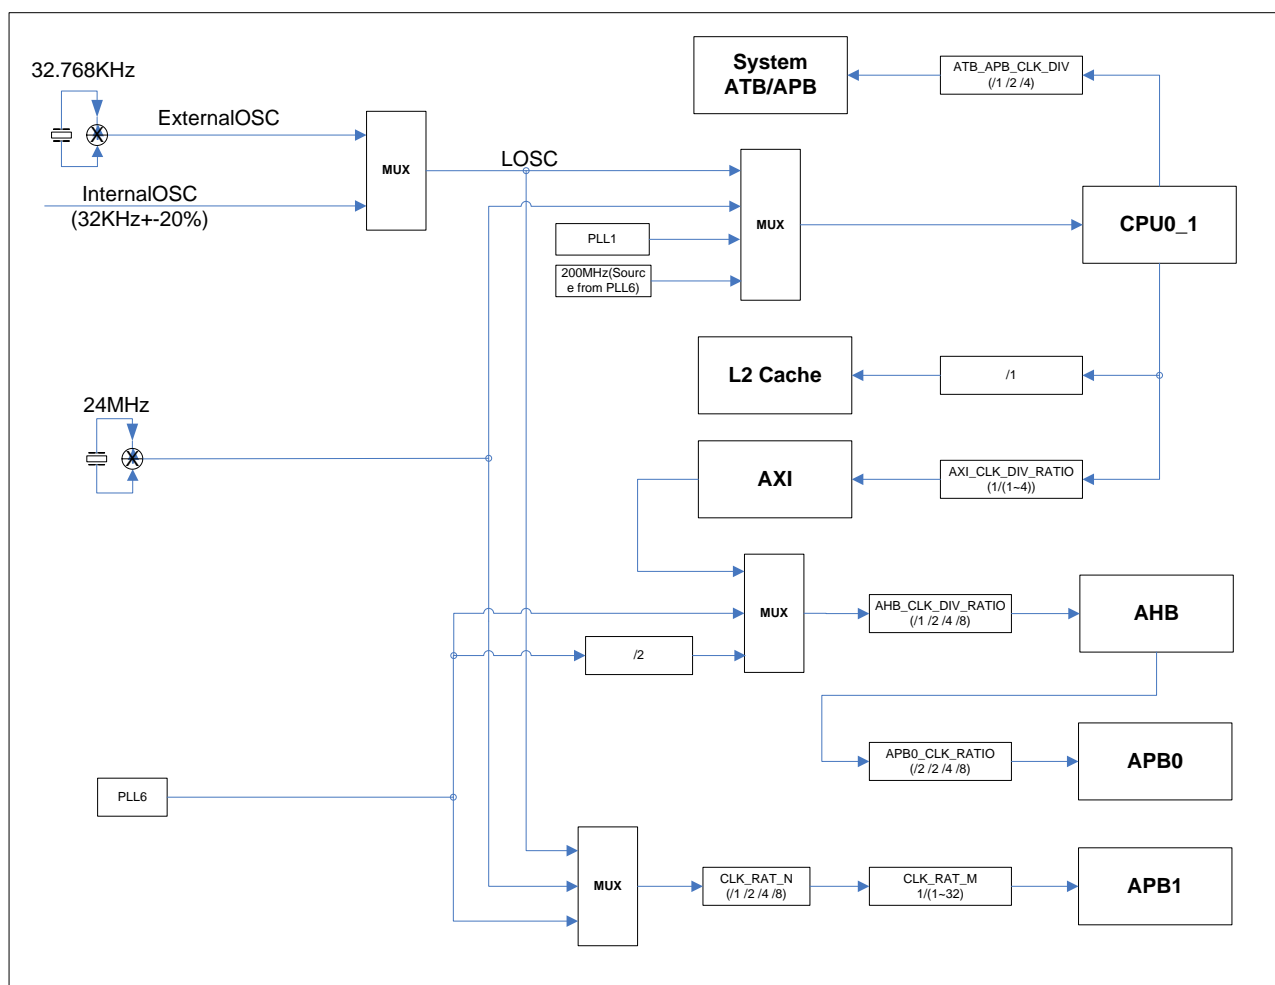 32.768KHz
ExternalOSC
InternalOSC
(32KHz+-20%)
MUX
LOSC
System
ATB/APB
ATB_APB_CLK_DIV
(/1 /2 /4)
PLL1
200MHz(Sourc
e from PLL6)
MUX
CPU0_1
L2 Cache
/1
24MHz
AXI
AXI_CLK_DIV_RATIO
(1/(1~4))
/2
MUX
AHB_CLK_DIV_RATIO
(/1 /2 /4 /8)
AHB
APB0_CLK_RATIO
(/2 /2 /4 /8)
APB0
PLL6
MUX
CLK_RAT_N
(/1 /2 /4 /8)
CLK_RAT_M
1/(1~32)
APB1